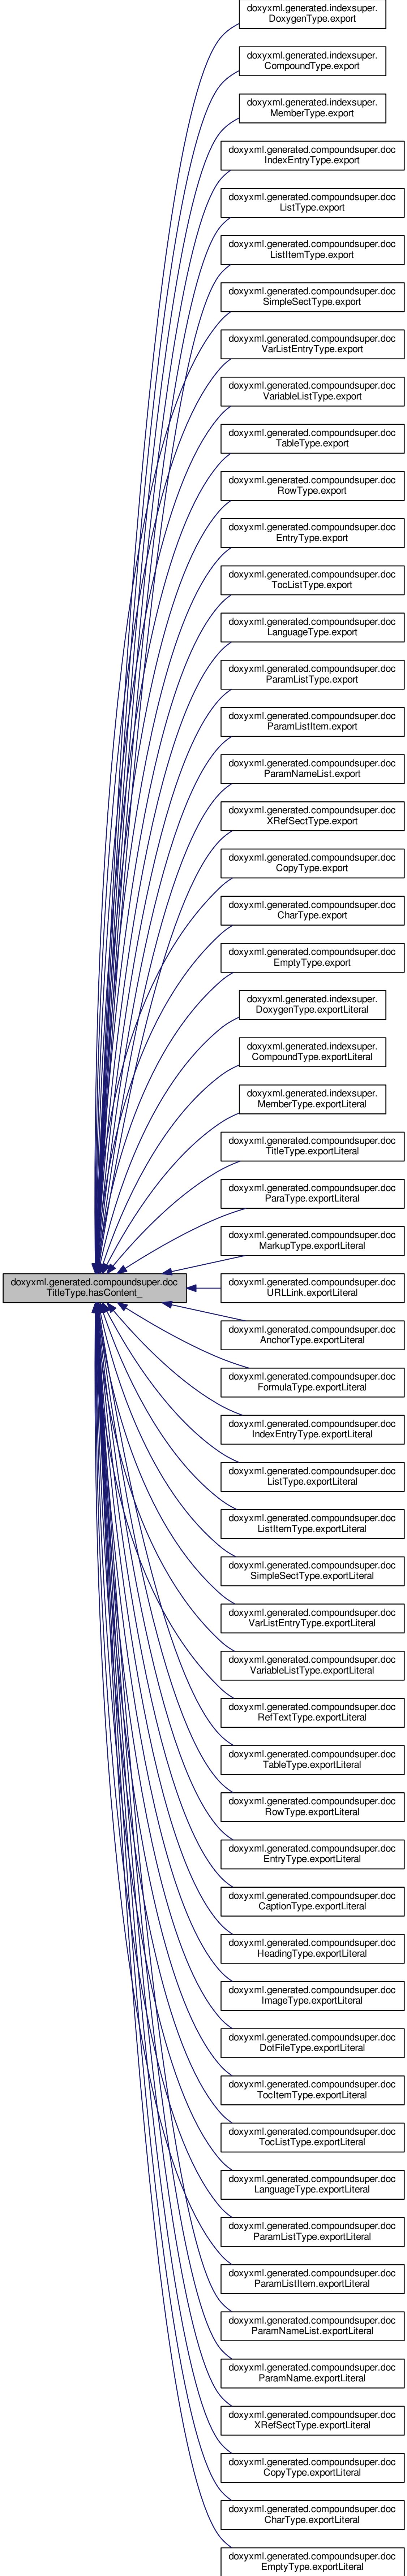 doxyxml.generated.indexsuper.
DoxygenType.export
doxyxml.generated.indexsuper.
CompoundType.export
doxyxml.generated.indexsuper.
MemberType.export
doxyxml.generated.compoundsuper.doc
IndexEntryType.export
doxyxml.generated.compoundsuper.doc
ListType.export
doxyxml.generated.compoundsuper.doc
ListItemType.export
doxyxml.generated.compoundsuper.doc
SimpleSectType.export
doxyxml.generated.compoundsuper.doc
VarListEntryType.export
doxyxml.generated.compoundsuper.doc
VariableListType.export
doxyxml.generated.compoundsuper.doc
TableType.export
doxyxml.generated.compoundsuper.doc
RowType.export
doxyxml.generated.compoundsuper.doc
EntryType.export
doxyxml.generated.compoundsuper.doc
TocListType.export
doxyxml.generated.compoundsuper.doc
LanguageType.export
doxyxml.generated.compoundsuper.doc
ParamListType.export
doxyxml.generated.compoundsuper.doc
ParamListItem.export
doxyxml.generated.compoundsuper.doc
ParamNameList.export
doxyxml.generated.compoundsuper.doc
XRefSectType.export
doxyxml.generated.compoundsuper.doc
CopyType.export
doxyxml.generated.compoundsuper.doc
CharType.export
doxyxml.generated.compoundsuper.doc
EmptyType.export
doxyxml.generated.indexsuper.
DoxygenType.exportLiteral
doxyxml.generated.indexsuper.
CompoundType.exportLiteral
doxyxml.generated.indexsuper.
MemberType.exportLiteral
doxyxml.generated.compoundsuper.doc
TitleType.exportLiteral
doxyxml.generated.compoundsuper.doc
ParaType.exportLiteral
doxyxml.generated.compoundsuper.doc
MarkupType.exportLiteral
doxyxml.generated.compoundsuper.doc
TitleType.hasContent_
doxyxml.generated.compoundsuper.doc
URLLink.exportLiteral
doxyxml.generated.compoundsuper.doc
AnchorType.exportLiteral
doxyxml.generated.compoundsuper.doc
FormulaType.exportLiteral
doxyxml.generated.compoundsuper.doc
IndexEntryType.exportLiteral
doxyxml.generated.compoundsuper.doc
ListType.exportLiteral
doxyxml.generated.compoundsuper.doc
ListItemType.exportLiteral
doxyxml.generated.compoundsuper.doc
SimpleSectType.exportLiteral
doxyxml.generated.compoundsuper.doc
VarListEntryType.exportLiteral
doxyxml.generated.compoundsuper.doc
VariableListType.exportLiteral
doxyxml.generated.compoundsuper.doc
RefTextType.exportLiteral
doxyxml.generated.compoundsuper.doc
TableType.exportLiteral
doxyxml.generated.compoundsuper.doc
RowType.exportLiteral
doxyxml.generated.compoundsuper.doc
EntryType.exportLiteral
doxyxml.generated.compoundsuper.doc
CaptionType.exportLiteral
doxyxml.generated.compoundsuper.doc
HeadingType.exportLiteral
doxyxml.generated.compoundsuper.doc
ImageType.exportLiteral
doxyxml.generated.compoundsuper.doc
DotFileType.exportLiteral
doxyxml.generated.compoundsuper.doc
TocItemType.exportLiteral
doxyxml.generated.compoundsuper.doc
TocListType.exportLiteral
doxyxml.generated.compoundsuper.doc
LanguageType.exportLiteral
doxyxml.generated.compoundsuper.doc
ParamListType.exportLiteral
doxyxml.generated.compoundsuper.doc
ParamListItem.exportLiteral
doxyxml.generated.compoundsuper.doc
ParamNameList.exportLiteral
doxyxml.generated.compoundsuper.doc
ParamName.exportLiteral
doxyxml.generated.compoundsuper.doc
XRefSectType.exportLiteral
doxyxml.generated.compoundsuper.doc
CopyType.exportLiteral
doxyxml.generated.compoundsuper.doc
CharType.exportLiteral
doxyxml.generated.compoundsuper.doc
EmptyType.exportLiteral